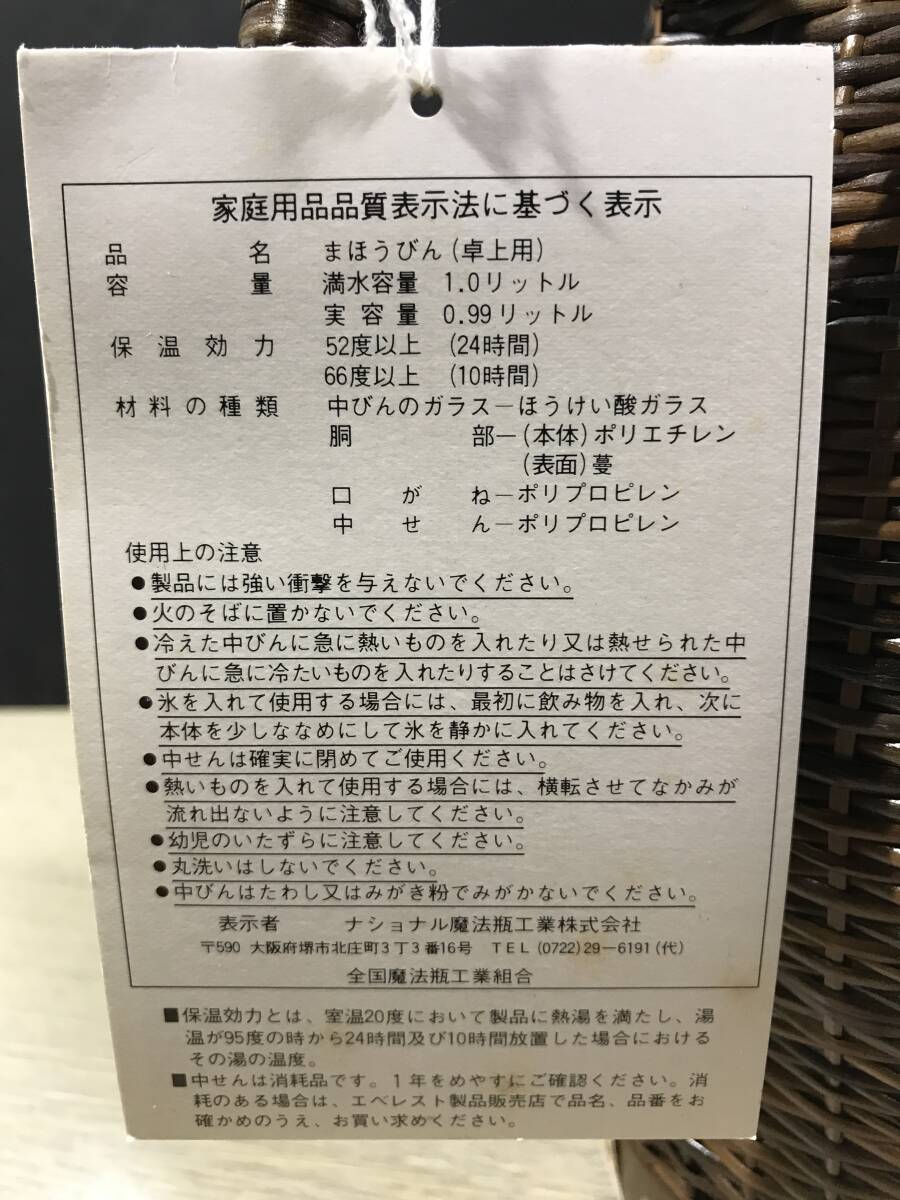 家庭用品品質表示法に基づく表示
品名 まほうびん(卓上用)
容量 満水容量 1.0リットル
実容量 0.99リットル
保温効力 52度以上 (24時間)
66度以上 (10時間)
材料の種類 中びんのガラス−ほうけい酸ガラス
胴部−(本体)ポリエチレン
(表面)蔓
口がね−ポリプロピレン
中せん−ポリプロピレン
使用上の注意
●製品には強い衝撃を与えないでください。
●火のそばに置かないでください。
●冷えた中びんに急に熱いものを入れたり又は熱せられた中
びんに急に冷たいものを入れたりすることはさけてください。
●氷を入れて使用する場合には、最初に飲み物を入れ、次に
本体を少しななめにして氷を静かに入れてください。
●中せんは確実に閉めてご使用ください。
●熱いものを入れて使用する場合には、横転させてなかみが
流れ出ないように注意してください。
●幼児のいたずらに注意してください。
●丸洗いはしないでください。
●中びんはたわし又はみがき粉でみがかないでください。
表示者 ナショナル魔法瓶工業株式会社
〒590 大阪府堺市北庄町3丁3番16号 TEL(0722)29−6191(代)
全国魔法瓶工業組合
■保温効力とは、室温20度において製品に熱湯を満たし、湯
温が95度の時から24時間及び10時間放置した場合における
その湯の温度。
■中せんは消耗品です。1年をめやすにご確認ください。消
耗のある場合は、エベレスト製品販売店で品名、品番をお
確かめのうえ、お買い求めください。